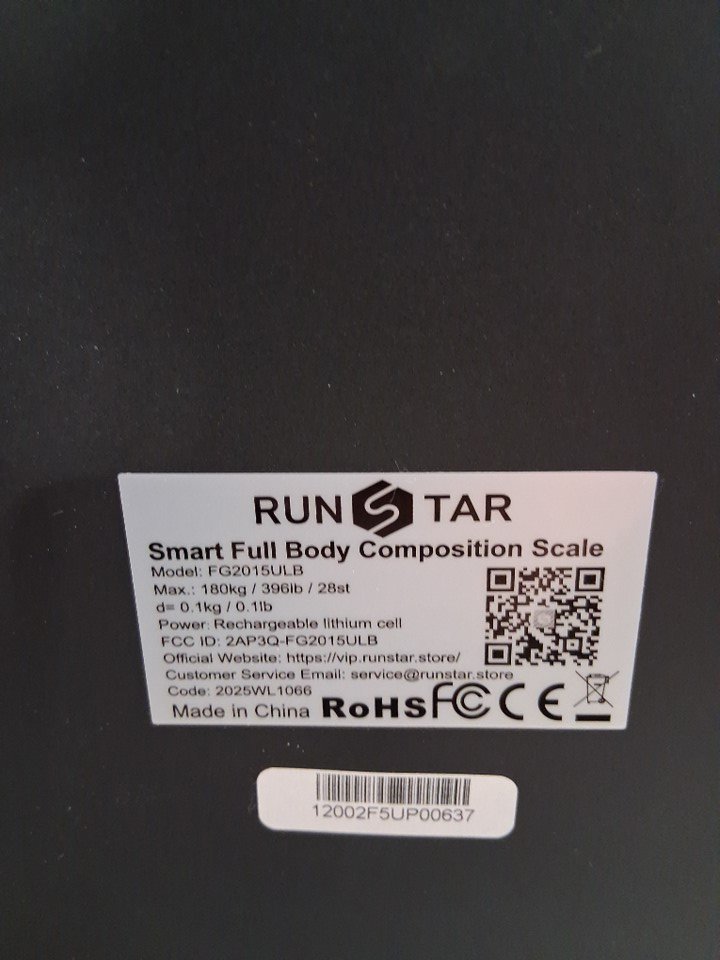 RUN STAR
Smart Full Body Composition Scale
Model: FG2015ULB
Max.: 180kg / 396lb / 28st
d= 0.1kg / 0.1lb
Power: Rechargeable lithium cell
FCC ID: 2AP3Q-FG2015ULB
Official Website: https://vip.runstar.store/
Customer Service Email: service@runstar.store
Code: 2025WL1066
Made in China RoHS FC CE
12002F5UP00637